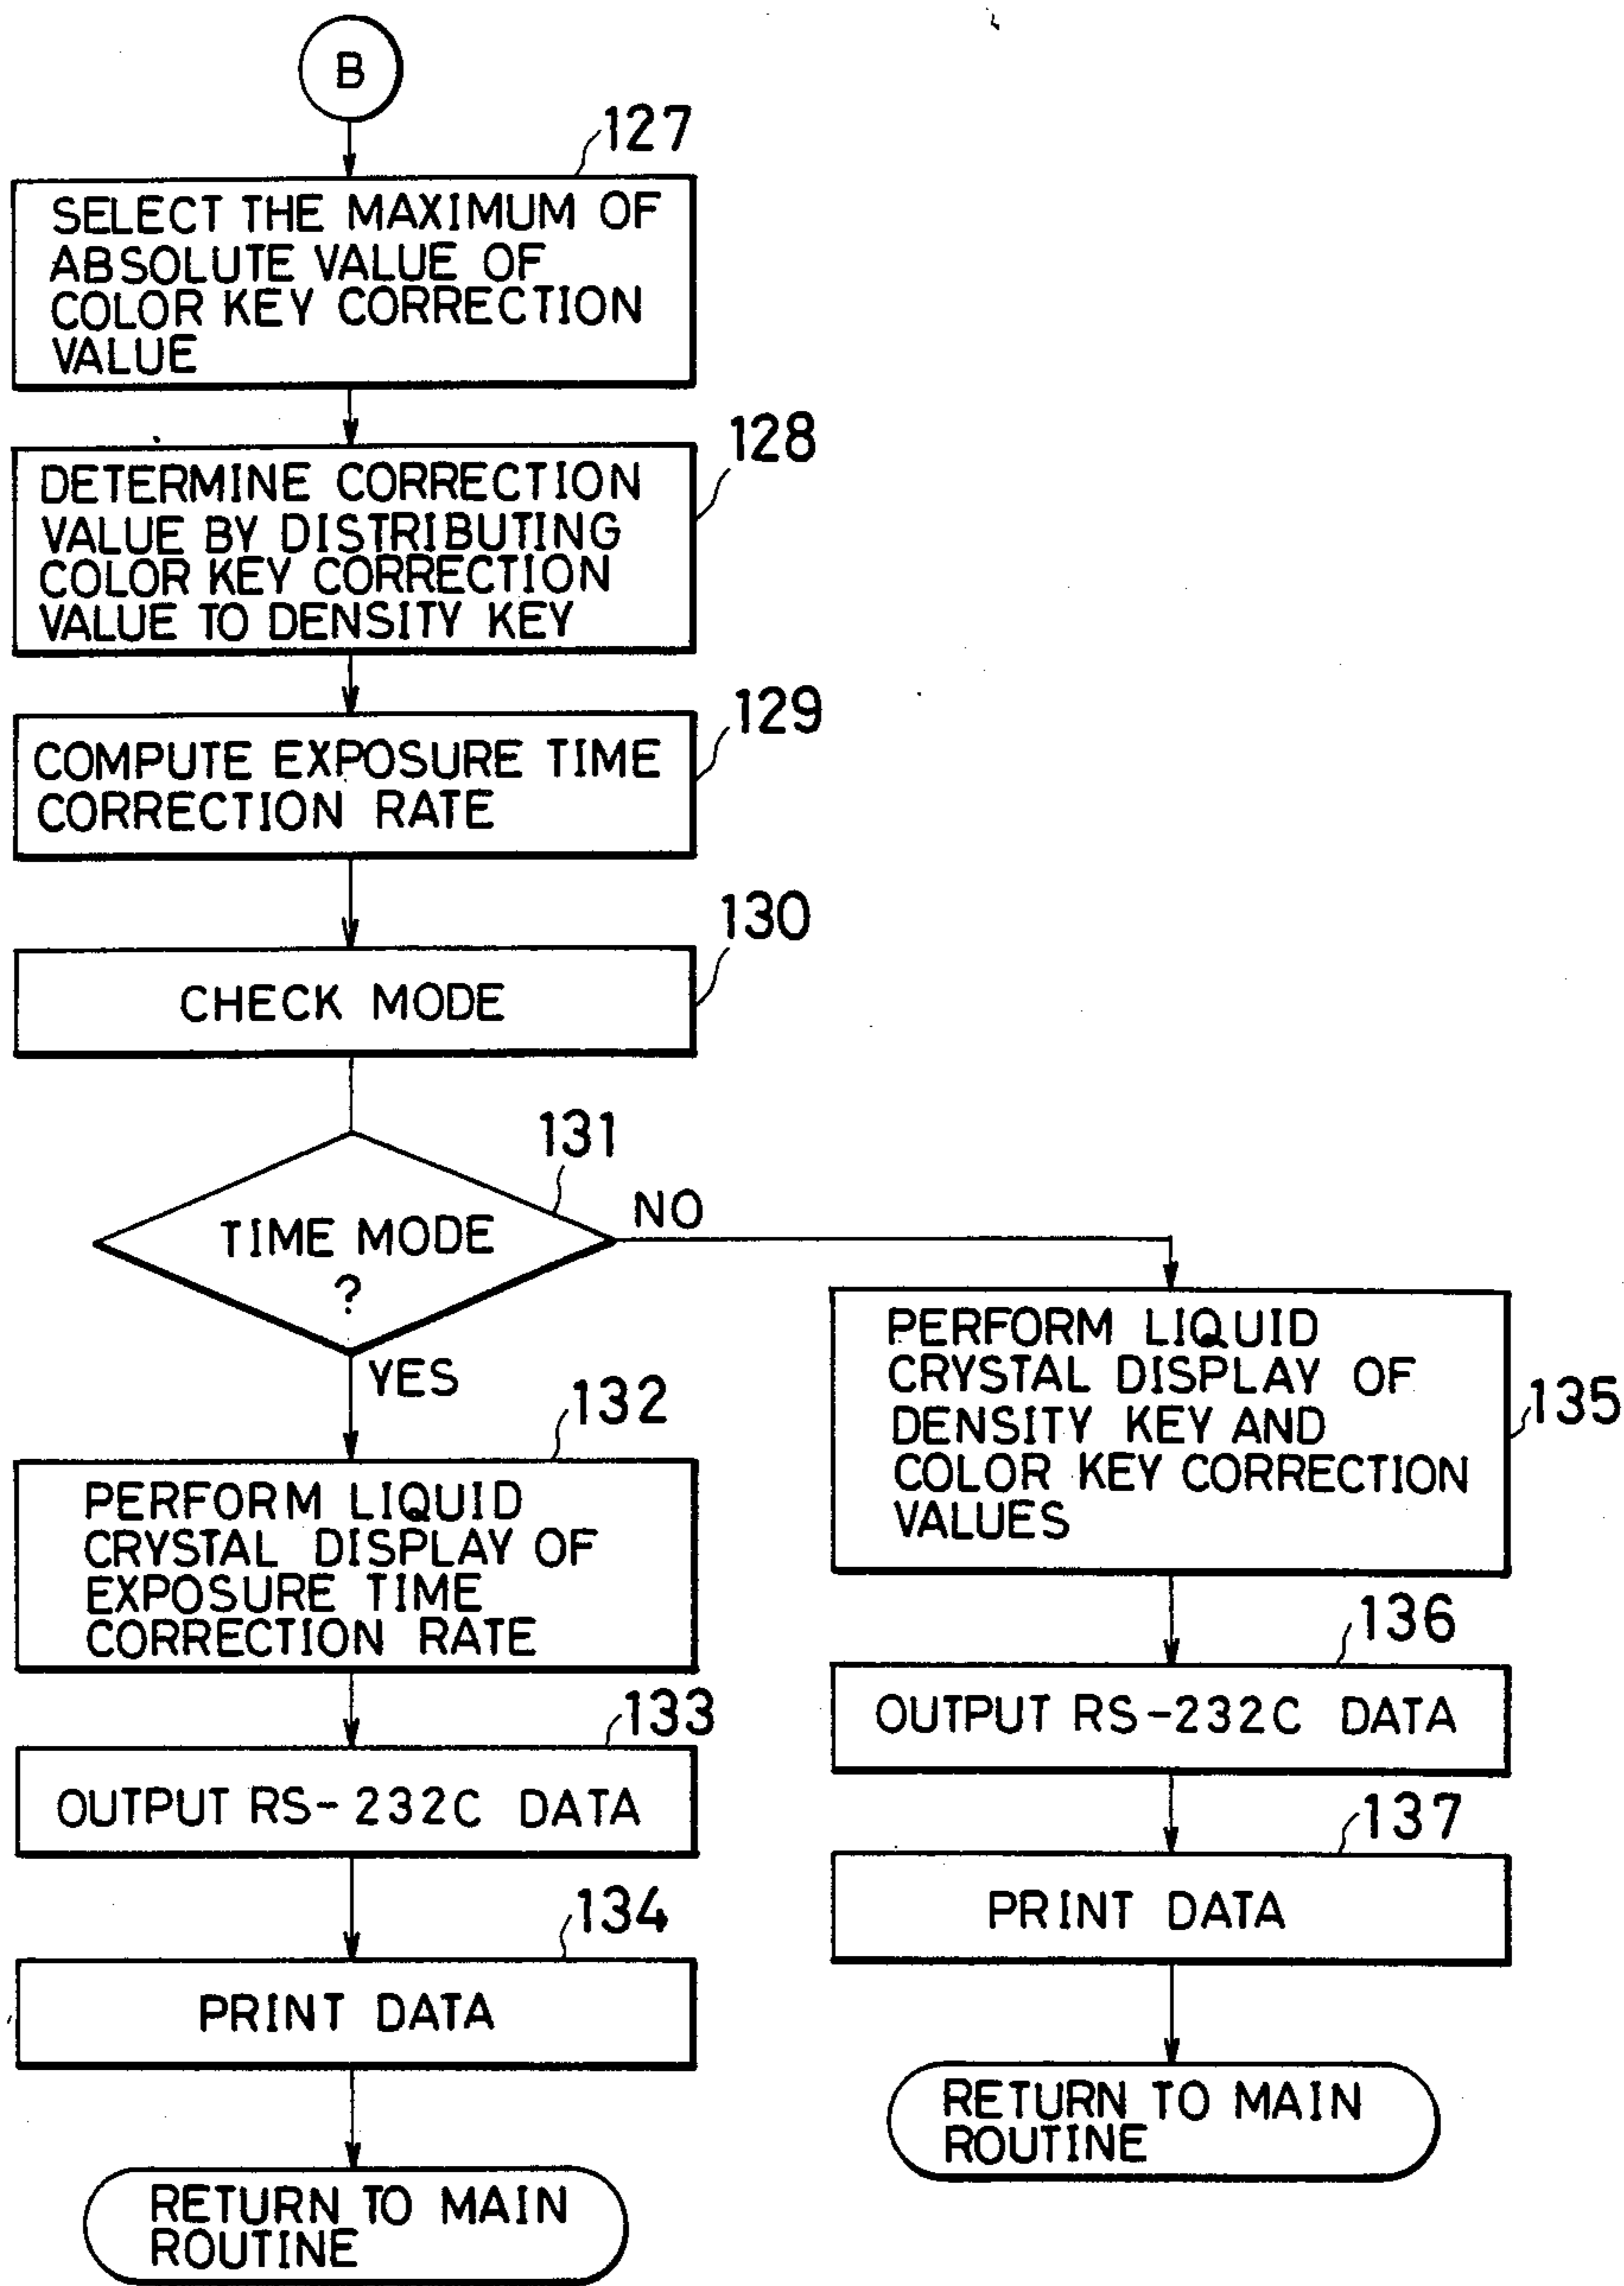 B
127
SELECT THE MAXIMUM OF
ABSOLUTE VALUE OF
COLOR KEY CORRECTION
VALUE
128
DETERMINE CORRECTION
VALUE BY DISTRIBUTING
COLOR KEY CORRECTION
VALUE TO DENSITY KEY
129
COMPUTE EXPOSURE TIME
CORRECTION RATE
130
CHECK MODE
131
TIME MODE
?
NO
YES
132
PERFORM LIQUID
CRYSTAL DISPLAY OF
EXPOSURE TIME
CORRECTION RATE
133
OUTPUT RS-232C DATA
134
PRINT DATA
RETURN TO MAIN
ROUTINE
135
PERFORM LIQUID
CRYSTAL DISPLAY OF
DENSITY KEY AND
COLOR KEY CORRECTION
VALUES
136
OUTPUT RS-232C DATA
137
PRINT DATA
RETURN TO MAIN
ROUTINE